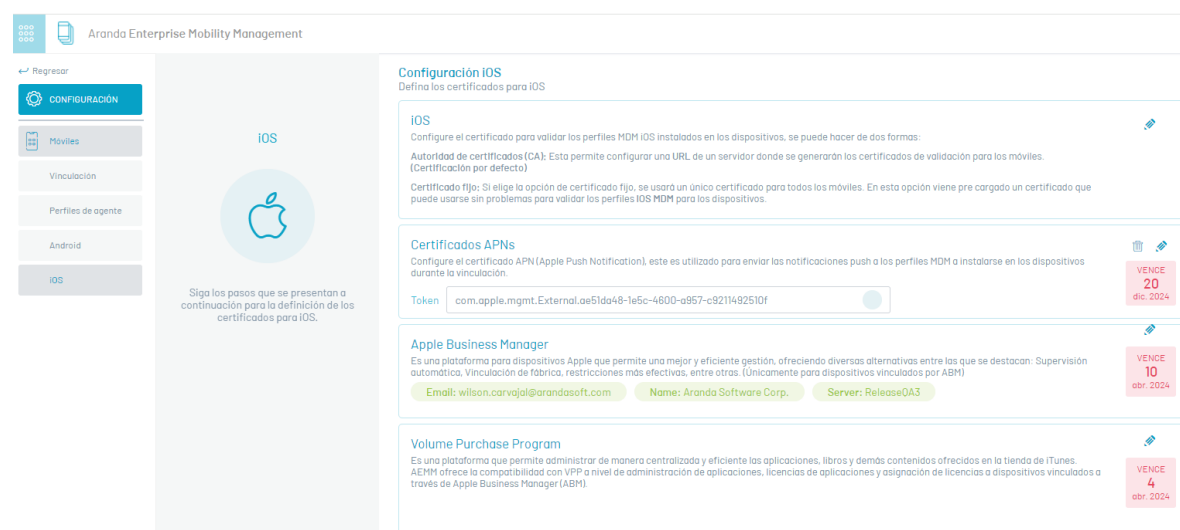 Aranda Enterprise Mobility Management
Regresar
CONFIGURACIÓN
Móviles
Vinculación
Perfiles de agente
Android
iOS
iOS
Siga los pasos que se presentan a
continuación para la definición de los
certificados para iOS.
Configuración iOS
Defina los certificados para iOS
iOS
Configure el certificado para validar los perfiles MDM iOS instalados en los dispositivos, se puede hacer de dos formas:
Autoridad de certificados (CA): Esta permite configurar una URL de un servidor donde se generarán los certificados de validación para los móviles.
(Certificación por defecto)
Certificado fijo: Si elige la opción de certificado fijo, se usará un único certificado para todos los móviles. En esta opción viene pre cargado un certificado que
puede usarse sin problemas para validar los perfiles IOS MDM para los dispositivos.
Certificados APNs
Configure el certificado APN (Apple Push Notification), este es utilizado para enviar las notificaciones push a los perfiles MDM a instalarse en los dispositivos
durante la vinculación.
Token com.apple.mgmt.External.ae51da48-1e5c-4600-a957-c9211492510f
VENCE
20
dic. 2024
Apple Business Manager
Es una plataforma para dispositivos Apple que permite una mejor y eficiente gestión, ofreciendo diversas alternativas entre las que se destacan: Supervisión
automática, Vinculación de fábrica, restricciones más efectivas, entre otras. (Únicamente para dispositivos vinculados por ABM)
Email: wilson.carvajal@arandasoft.com Name: Aranda Software Corp. Server: ReleaseQA3
VENCE
10
abr. 2024
Volume Purchase Program
Es una plataforma que permite administrar de manera centralizada y eficiente las aplicaciones, libros y demás contenidos ofrecidos en la tienda de iTunes.
AEMM ofrece la compatibilidad con VPP a nivel de administración de aplicaciones, licencias de aplicaciones y asignación de licencias a dispositivos vinculados a
través de Apple Business Manager (ABM).
VENCE
4
abr. 2024